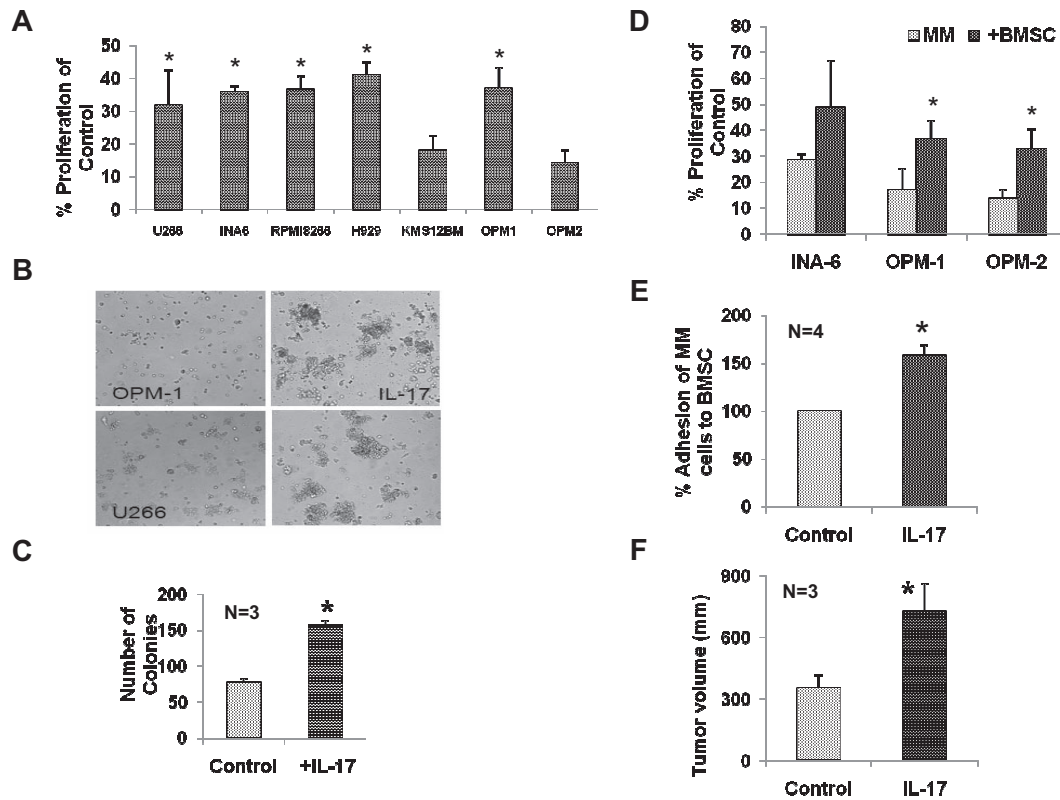 A
% Proliferation of
Control
50
40
30
20
10
0
* * * * *
U266 INA6 RPMI8266 H929 KMS12BM OPM1 OPM2
B
OPM-1
IL-17
U266
C
Number of
Colonies
200
150
100
50
0
N=3
*
Control +IL-17
D
% Proliferation of
Control
80
70
60
50
40
30
20
10
0
MM +BMSC
* *
INA-6 OPM-1 OPM-2
E
% Adhesion of MM
cells to BMSC
200
150
100
50
0
N=4
*
Control IL-17
F
Tumor volume (mm)
900
600
300
0
N=3
*
Control IL-17